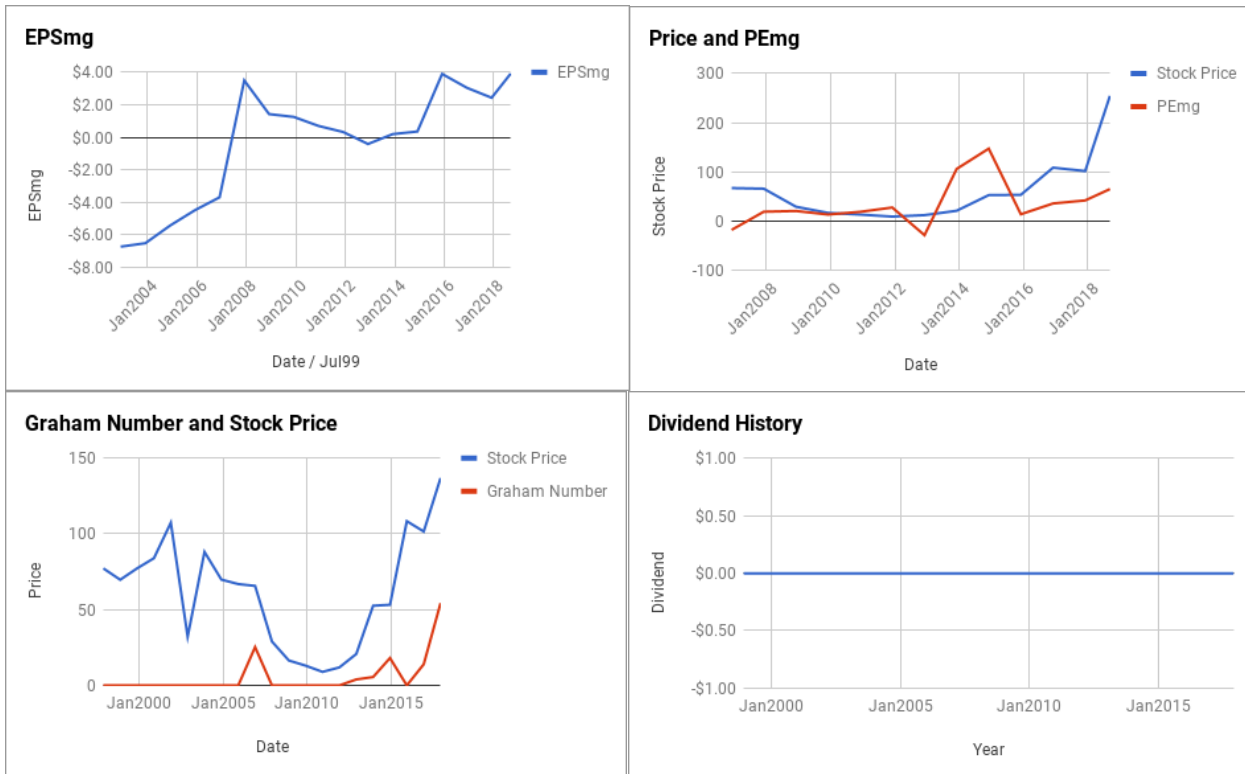 EPSmg
$4.00
$2.00
$0.00
-$2.00
-$4.00
-$6.00
-$8.00
EPSmg
EPSmg
Jan2004
Jan2006
Jan2008
Jan2010
Jan2012
Jan2014
Jan2016
Jan2018
Date / Jul99
Price and PEmg
300
200
100
0
-100
Stock Price
Stock Price
PEmg
Jan2008
Jan2010
Jan2012
Jan2014
Jan2016
Jan2018
Date
Graham Number and Stock Price
150
100
50
0
Price
Stock Price
Graham Number
Jan2000
Jan2005
Jan2010
Jan2015
Date
Dividend History
$1.00
$0.50
$0.00
-$0.50
-$1.00
Dividend
Jan2000
Jan2005
Jan2010
Jan2015
Year